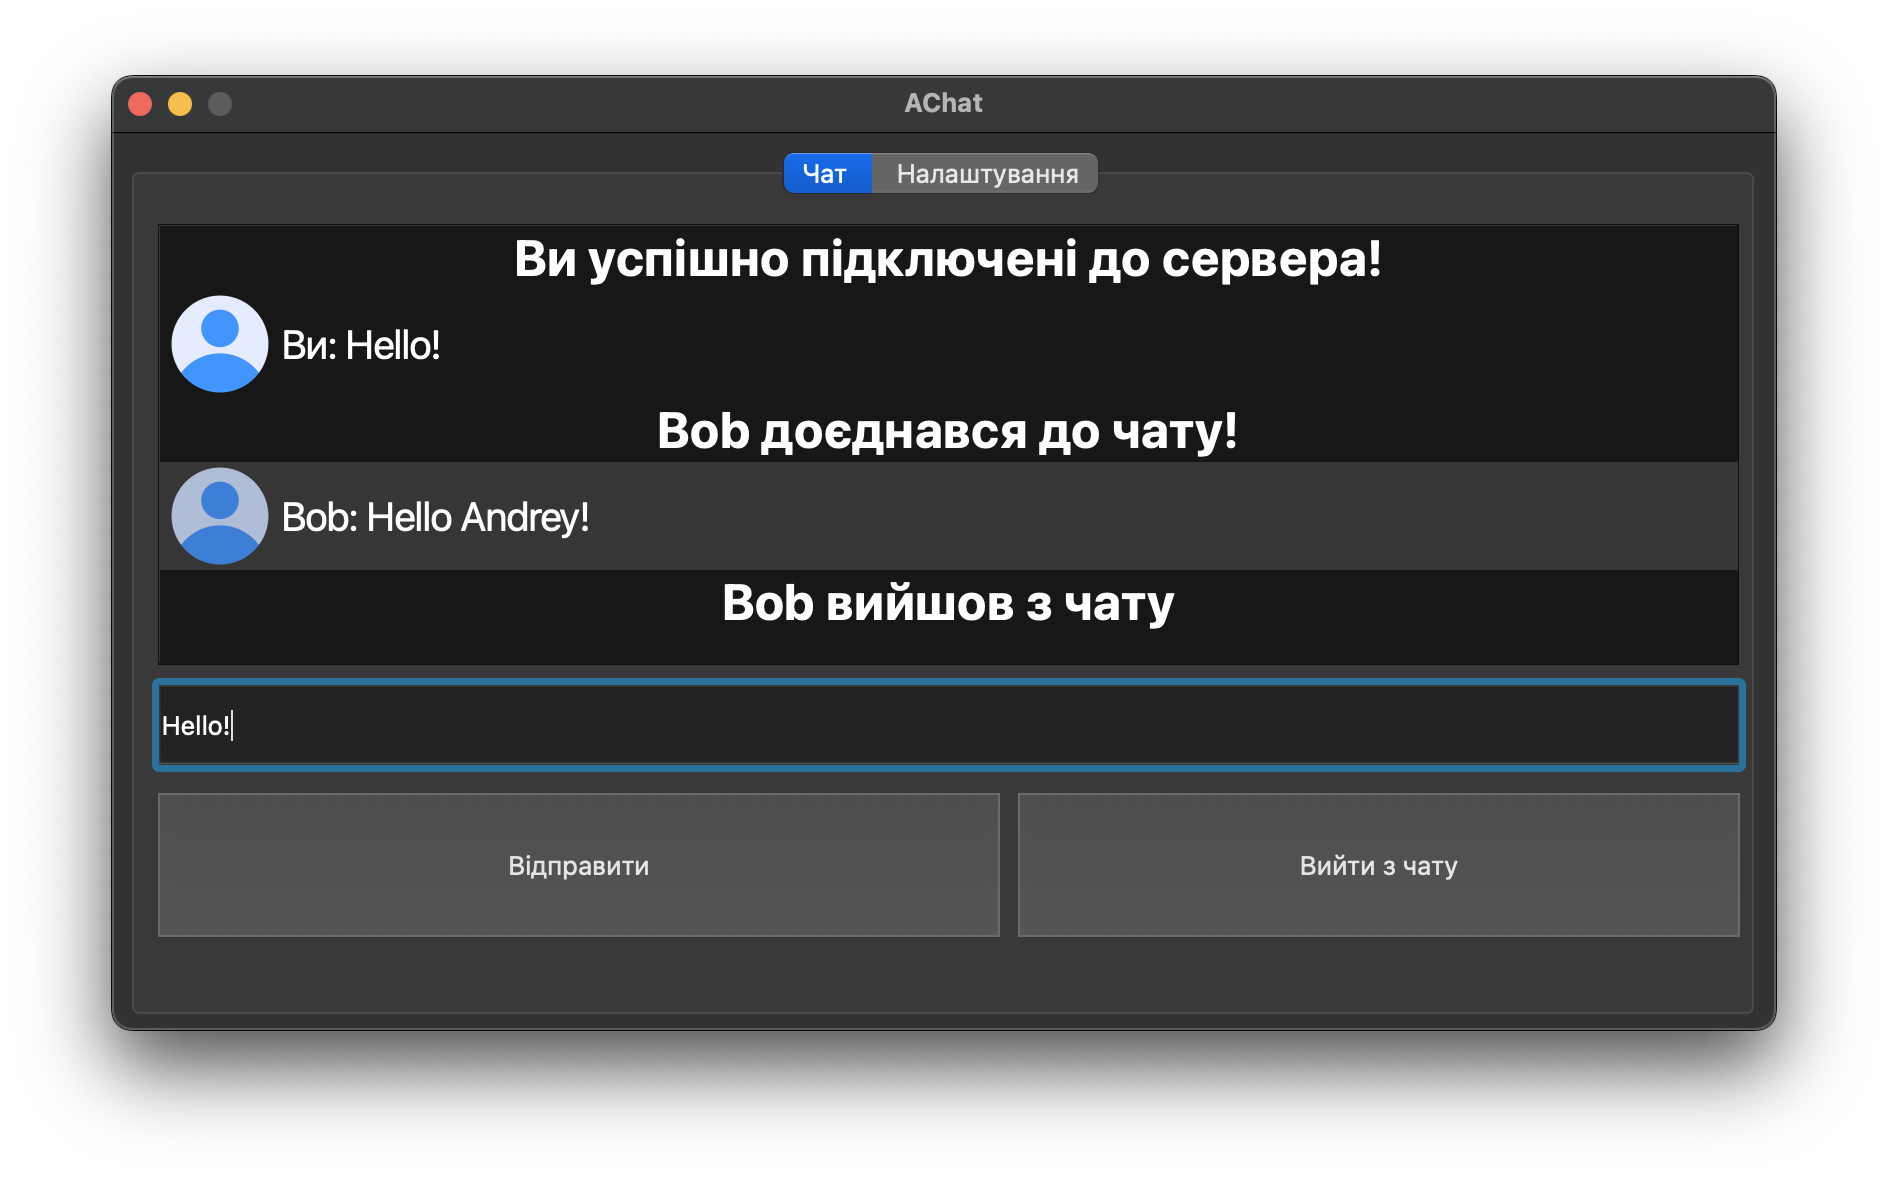 AChat
Чат Налаштування
Ви успішно підключені до сервера!
Ви: Hello!
Bob доєднався до чату!
Bob: Hello Andrey!
Bob вийшов з чату
Hello!
Відправити Вийти з чату